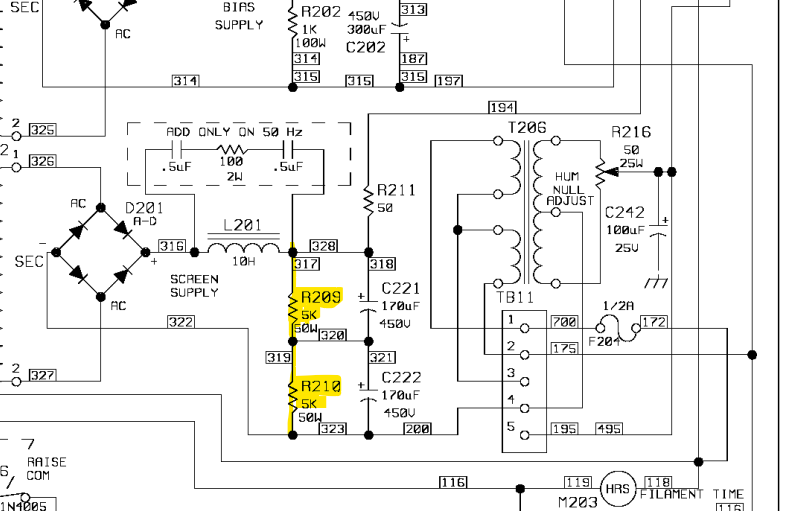 SEC
BIAS
SUPPLY
AC
R202
1K
100W
450V
300uF
C202
+
313
314
315
187
315
314
315
197
194
2
325
2 1
326
ADD ONLY ON 50 Hz
.5uF
100
2W
.5uF
T206
R216
50
25W
HUM
NULL
ADJUST
C242
+
100uF
25V
R211
50
AC
D201
A-D
L201
10H
316
328
317
318
-
SEC
+
AC
SCREEN
SUPPLY
R209
5K
50W
C221
+
170uF
450V
TB11
1/2A
322
320
319
321
1
700
F204
172
2
175
3
4
5
195
495
2
327
R210
5K
50W
C222
+
170uF
450V
323
200
7
RAISE
COM
6
1N4005
116
119
HRS
118
M203
FILAMENT TIME
116